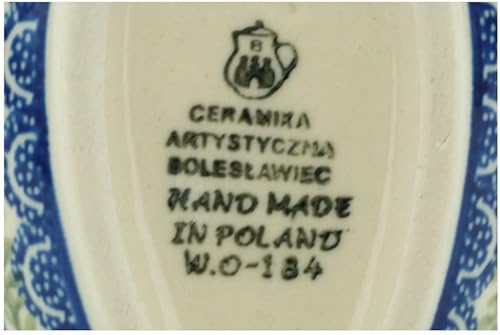 B
CERAMIKA
ARTYSTYCZNA
BOLESŁAWIEC
HAND MADE
IN POLAND
W.O-184